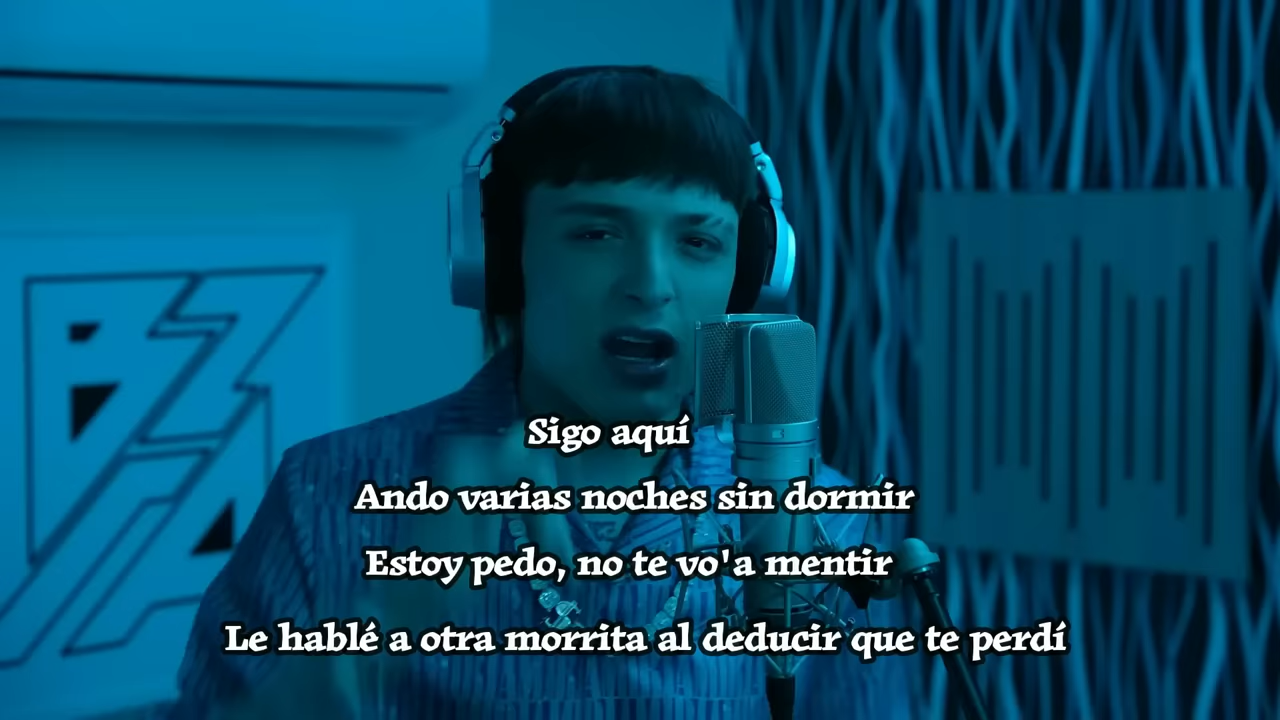 BZ
Sigo aquí
Ando varias noches sin dormir
Estoy pedo, no te vo'a mentir
Le hablé a otra morrita al deducir que te perdí